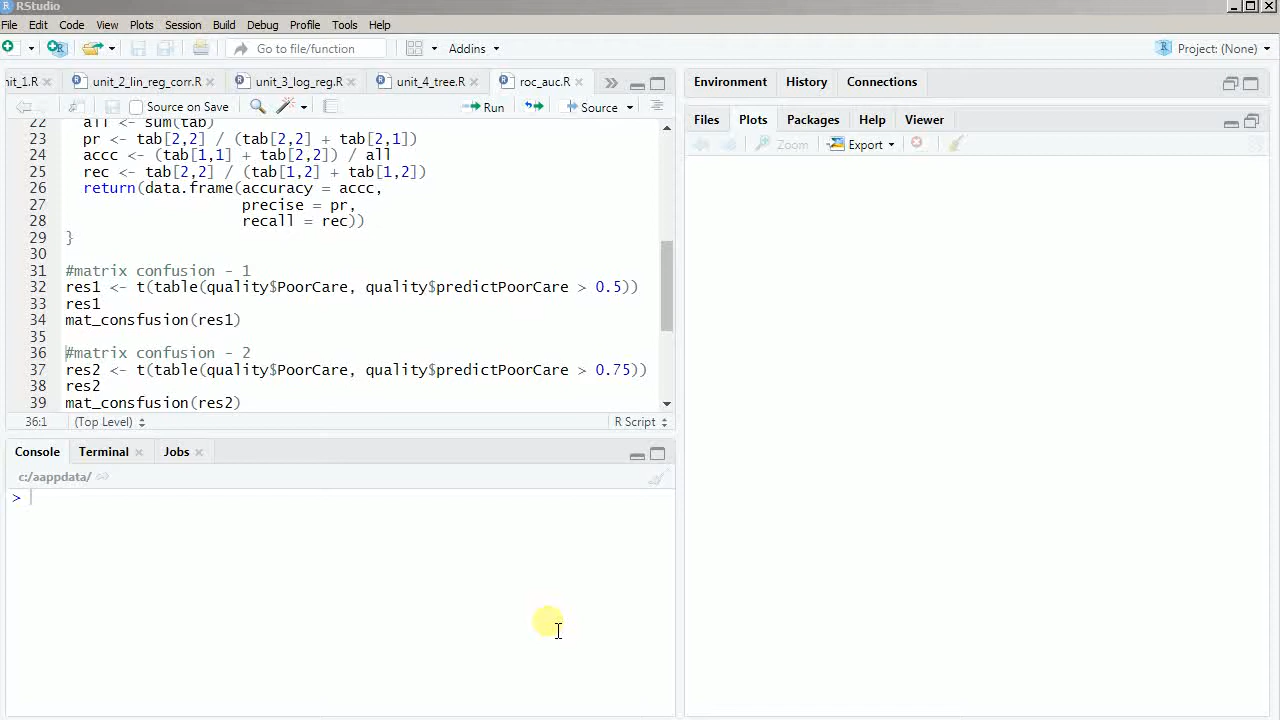 RStudio
File Edit Code View Plots Session Build Debug Profile Tools Help
Go to file/function Addins Project: (None)
nit_1.R unit_2_lin_reg_corr.R unit_3_log_reg.R unit_4_tree.R roc_auc.R
Source on Save Run Source
22 all <- sum(tab)
23 pr <- tab[2,2] / (tab[2,2] + tab[2,1])
24 accc <- (tab[1,1] + tab[2,2]) / all
25 rec <- tab[2,2] / (tab[1,2] + tab[1,2])
26 return(data.frame(accuracy = accc,
27 precise = pr,
28 recall = rec))
29 }
30
31 #matrix confusion - 1
32 res1 <- t(table(quality$PoorCare, quality$predictPoorCare > 0.5))
33 res1
34 mat_consfusion(res1)
35
36 #matrix confusion - 2
37 res2 <- t(table(quality$PoorCare, quality$predictPoorCare > 0.75))
38 res2
39 mat_consfusion(res2)
36:1 (Top Level) R Script
Console Terminal Jobs
c:/aappdata/
>
Environment History Connections
Files Plots Packages Help Viewer
Zoom Export